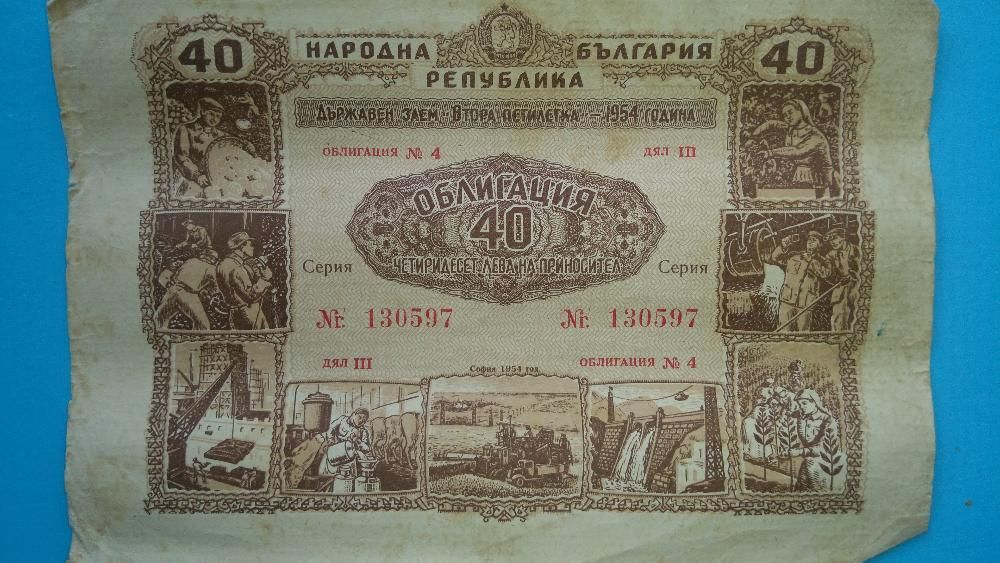 40 НАРОДНА БЪЛГАРИЯ 40
РЕПУБЛИКА
ДЪРЖАВЕН ЗАЕМ "ВТОРА ПЕТИЛЕТКА" – 1954 ГОДИНА
ОБЛИГАЦИЯ № 4 ДЯЛ III
ОБЛИГАЦИЯ
40
ЧЕТИРИДЕСЕТ ЛЕВА НА ПРИНОСИТЕЛ
Серия Серия
№: 130597 №: 130597
ДЯЛ III ОБЛИГАЦИЯ № 4
София 1954 год.